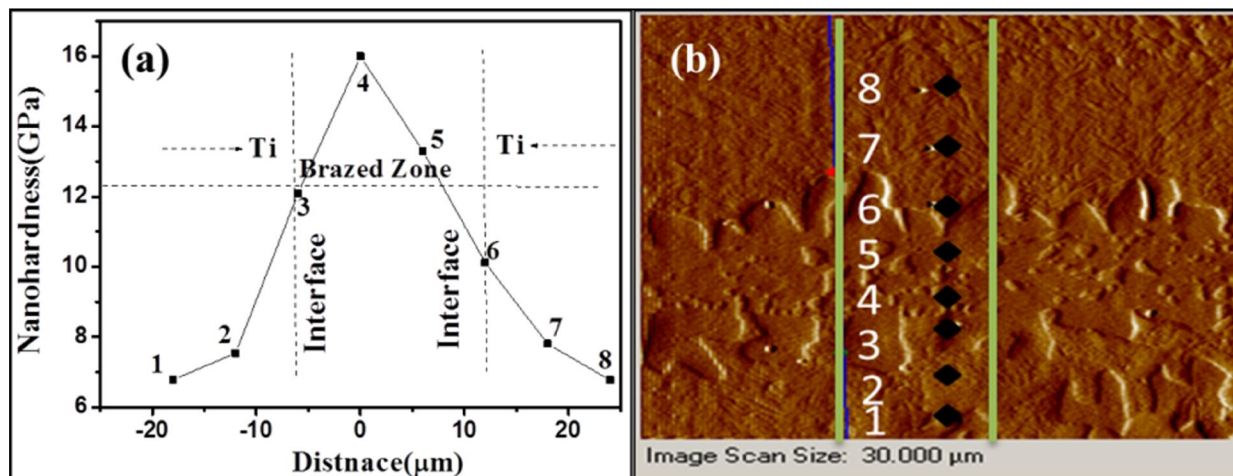 (a)
Nanohardness(GPa)
16
14
12
10
8
6
-20
-10
0
10
20
Distnace(μm)
Ti
Ti
Brazed Zone
Interface
Interface
1
2
3
4
5
6
7
8
(b)
8
7
6
5
4
3
2
1
Image Scan Size: 30.000 μm